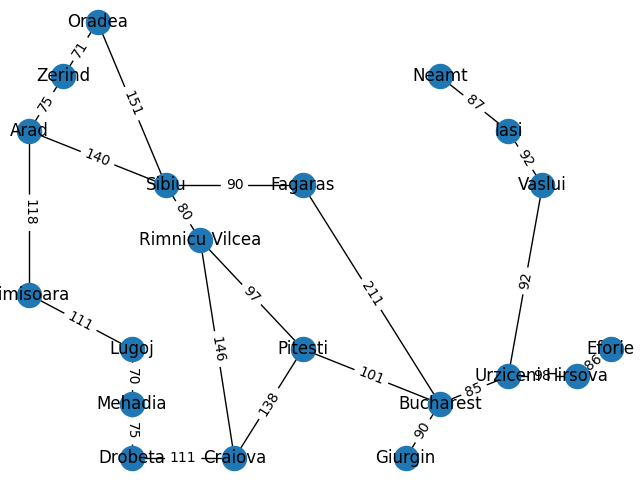 Oradea
71
Zerind
Neamt
75
151
87
Arad
Iasi
140
92
Sibiu
90
Fagaras
Vaslui
80
118
Rimnicu Vilcea
97
211
92
imisoara
111
146
Lugoj
Pitesti
Eforie
86
70
101
Urziceni
98
Hirsova
85
Mehadia
138
Bucharest
75
90
Drobeta
111
Craiova
Giurgin